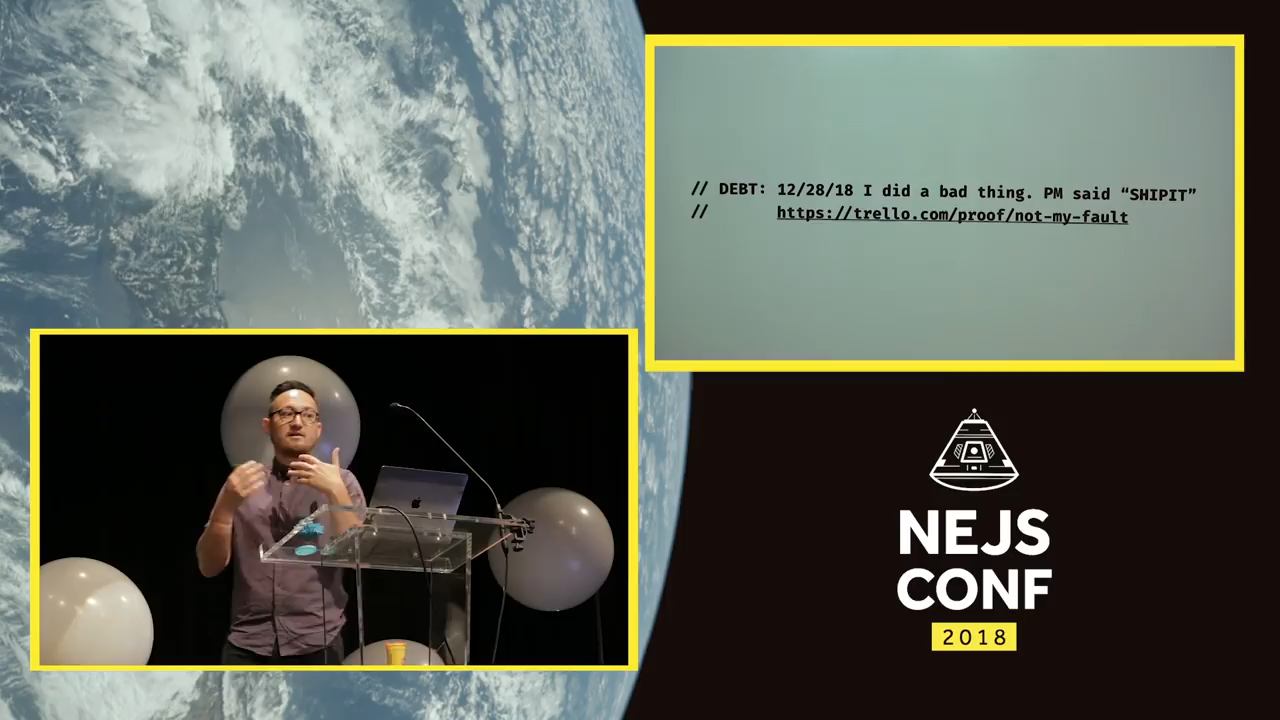 // DEBT: 12/28/18 I did a bad thing. PM said “SHIPIT”
// https://trello.com/proof/not-my-fault
NEJS
CONF
2018